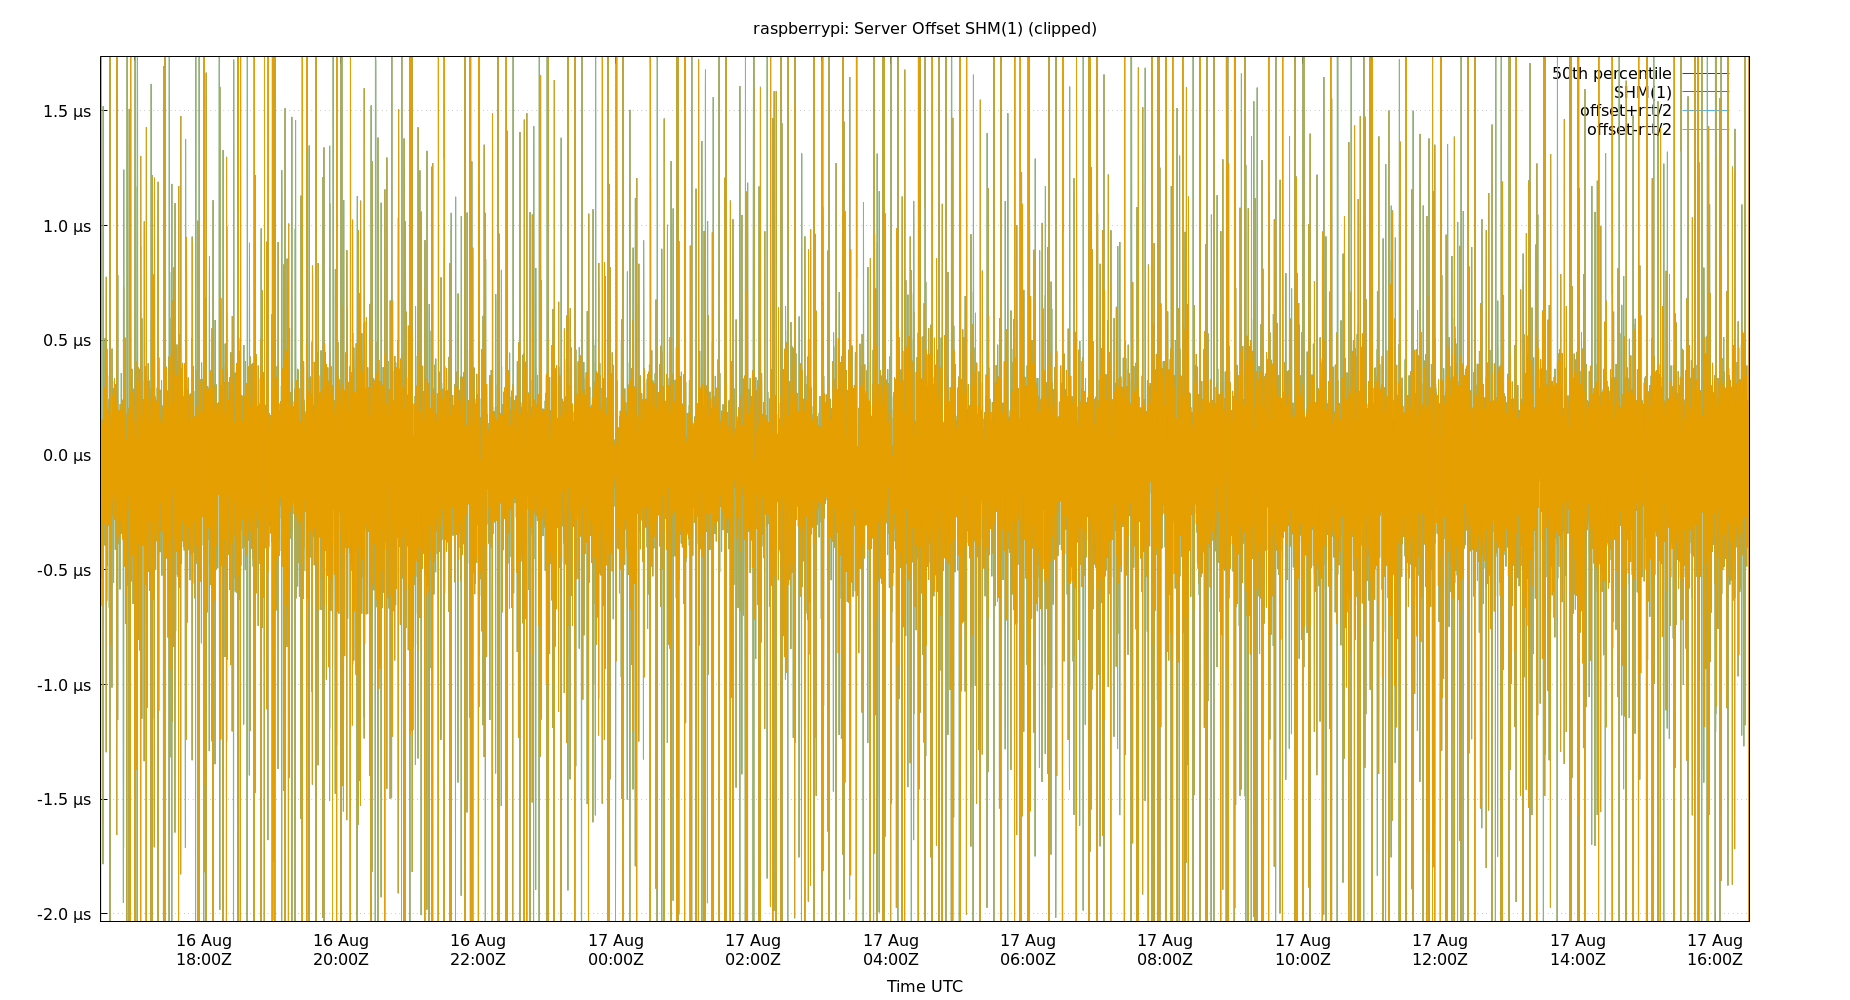 raspberrypi: Server Offset SHM(1) (clipped)
50th percentile
SHM(1)
offset+rtt/2
offset-rtt/2
1.5 µs
1.0 µs
0.5 µs
0.0 µs
-0.5 µs
-1.0 µs
-1.5 µs
-2.0 µs
16 Aug 16 Aug 16 Aug 17 Aug 17 Aug 17 Aug 17 Aug 17 Aug 17 Aug 17 Aug 17 Aug 17 Aug
18:00Z 20:00Z 22:00Z 00:00Z 02:00Z 04:00Z 06:00Z 08:00Z 10:00Z 12:00Z 14:00Z 16:00Z
Time UTC